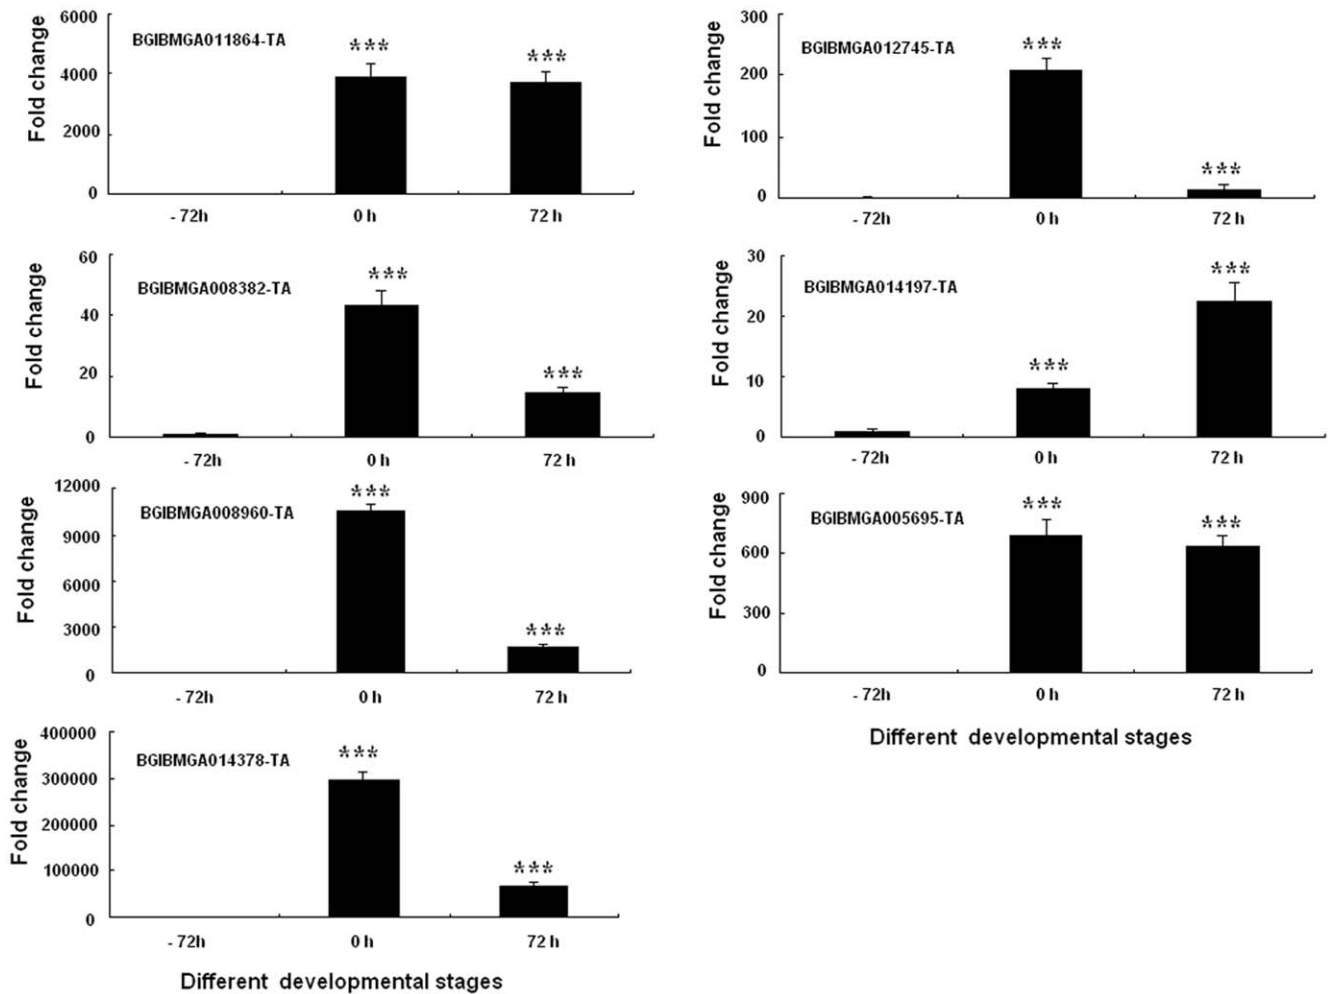 Fold change
6000
4000
2000
0
BGIBMGA011864-TA
***
***
- 72h
0 h
72 h
Fold change
300
200
100
0
BGIBMGA012745-TA
***
***
- 72h
0 h
72 h
Fold change
60
40
20
0
BGIBMGA008382-TA
***
***
- 72h
0 h
72 h
Fold change
30
20
10
0
BGIBMGA014197-TA
***
***
- 72h
0 h
72 h
Fold change
12000
9000
6000
3000
0
BGIBMGA008960-TA
***
***
- 72h
0 h
72 h
Fold change
900
600
300
0
BGIBMGA005695-TA
***
***
- 72h
0 h
72 h
Different developmental stages
Fold change
400000
300000
200000
100000
0
BGIBMGA014378-TA
***
***
- 72h
0 h
72 h
Different developmental stages